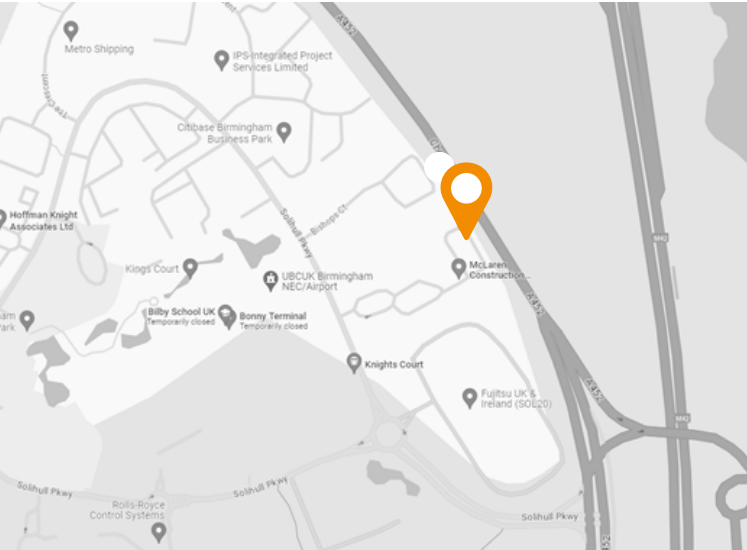 A452
Metro Shipping
IPS-Integrated Project
Services Limited
The Crescent
Citibase Birmingham
Business Park
Hoffman Knight
Associates Ltd
Solihull Pkwy
Bishops Ct
M42
Kings Court
UBCUK Birmingham
NEC/Airport
McLaren
Construction...
A452
Bilby School UK
Temporarily closed
Bonny Terminal
Temporarily closed
Knights Court
Fujitsu UK &
Ireland (SOL20)
A452
M42
Solihull Pkwy
Solihull Pkwy
Rolls-Royce
Control Systems
Solihull Pkwy